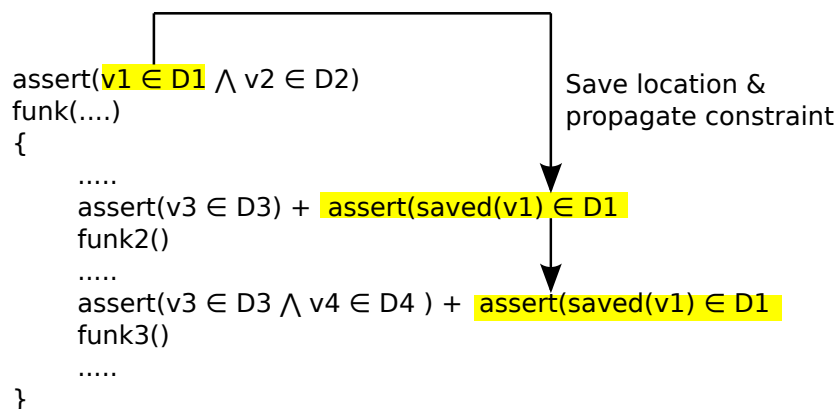 assert(v1 ∈ D1 ⋀ v2 ∈ D2)
funk(....)
{
Save location &
propagate constraint
.....
assert(v3 ∈ D3) + assert(saved(v1) ∈ D1
funk2()
.....
assert(v3 ∈ D3 ⋀ v4 ∈ D4 ) + assert(saved(v1) ∈ D1
funk3()
.....
}